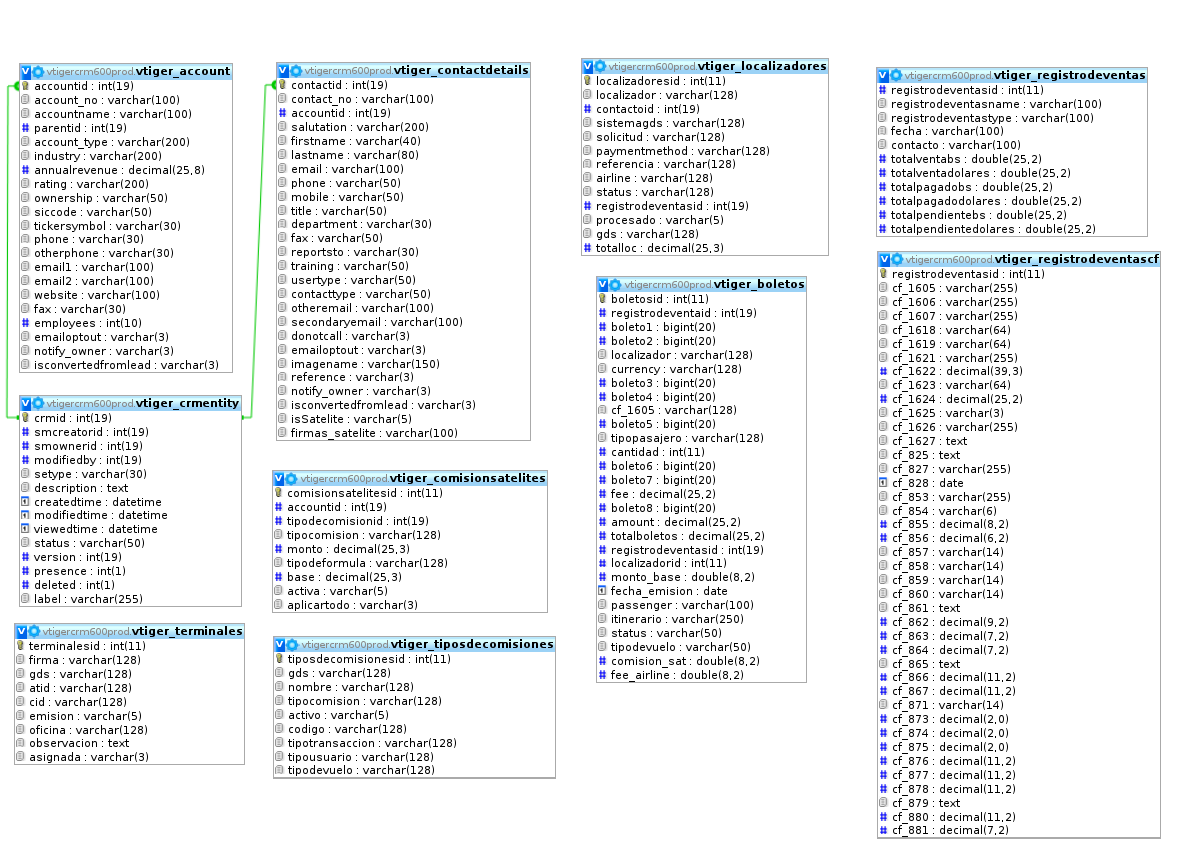 vtigercrm600prod.vtiger_account
accountid : int(19)
account_no : varchar(100)
accountname : varchar(100)
parentid : int(19)
account_type : varchar(200)
industry : varchar(200)
annualrevenue : decimal(25,8)
rating : varchar(200)
ownership : varchar(50)
siccode : varchar(50)
tickersymbol : varchar(30)
phone : varchar(30)
otherphone : varchar(30)
email1 : varchar(100)
email2 : varchar(100)
website : varchar(100)
fax : varchar(30)
employees : int(10)
emailoptout : varchar(3)
notify_owner : varchar(3)
isconvertedfromlead : varchar(3)
vtigercrm600prod.vtiger_crmentity
crmid : int(19)
smcreatorid : int(19)
smownerid : int(19)
modifiedby : int(19)
setype : varchar(30)
description : text
createdtime : datetime
modifiedtime : datetime
viewedtime : datetime
status : varchar(50)
version : int(19)
presence : int(1)
deleted : int(1)
label : varchar(255)
vtigercrm600prod.vtiger_terminales
terminalesid : int(11)
firma : varchar(128)
gds : varchar(128)
atid : varchar(128)
cid : varchar(128)
emision : varchar(5)
oficina : varchar(128)
observacion : text
asignada : varchar(3)
vtigercrm600prod.vtiger_contactdetails
contactid : int(19)
contact_no : varchar(100)
accountid : int(19)
salutation : varchar(200)
firstname : varchar(40)
lastname : varchar(80)
email : varchar(100)
phone : varchar(50)
mobile : varchar(50)
title : varchar(50)
department : varchar(30)
fax : varchar(50)
reportsto : varchar(30)
training : varchar(50)
usertype : varchar(50)
contacttype : varchar(50)
otheremail : varchar(100)
secondaryemail : varchar(100)
donotcall : varchar(3)
emailoptout : varchar(3)
imagename : varchar(150)
reference : varchar(3)
notify_owner : varchar(3)
isconvertedfromlead : varchar(3)
isSatelite : varchar(5)
firmas_satelite : varchar(100)
vtigercrm600prod.vtiger_comisionsatelites
comisionsatelitesid : int(11)
accountid : int(19)
tipodecomisionid : int(19)
tipocomision : varchar(128)
monto : decimal(25,3)
tipodeformula : varchar(128)
base : decimal(25,3)
activa : varchar(5)
aplicartodo : varchar(3)
vtigercrm600prod.vtiger_tiposdecomisiones
tiposdecomisionesid : int(11)
gds : varchar(128)
nombre : varchar(128)
tipocomision : varchar(128)
activo : varchar(5)
codigo : varchar(128)
tipotransaccion : varchar(128)
tipousuario : varchar(128)
tipodevuelo : varchar(128)
vtigercrm600prod.vtiger_localizadores
localizadoresid : int(11)
localizador : varchar(128)
contactoid : int(19)
sistemagds : varchar(128)
solicitud : varchar(128)
paymentmethod : varchar(128)
referencia : varchar(128)
airline : varchar(128)
status : varchar(128)
registrodeventasid : int(19)
procesado : varchar(5)
gds : varchar(128)
totalloc : decimal(25,3)
vtigercrm600prod.vtiger_boletos
boletosid : int(11)
registrodeventaid : int(19)
boleto1 : bigint(20)
boleto2 : bigint(20)
localizador : varchar(128)
currency : varchar(128)
boleto3 : bigint(20)
boleto4 : bigint(20)
cf_1605 : varchar(128)
boleto5 : bigint(20)
tipopasajero : varchar(128)
cantidad : int(11)
boleto6 : bigint(20)
boleto7 : bigint(20)
fee : decimal(25,2)
boleto8 : bigint(20)
amount : decimal(25,2)
totalboletos : decimal(25,2)
registrodeventasid : int(19)
localizadorid : int(11)
monto_base : double(8,2)
fecha_emision : date
passenger : varchar(100)
itinerario : varchar(250)
status : varchar(50)
tipodevuelo : varchar(50)
comision_sat : double(8,2)
fee_airline : double(8,2)
vtigercrm600prod.vtiger_registrodeventas
registrodeventasid : int(11)
registrodeventasname : varchar(100)
registrodeventastype : varchar(100)
fecha : varchar(100)
contacto : varchar(100)
totalventabs : double(25,2)
totalventadolares : double(25,2)
totalpagadobs : double(25,2)
totalpagadodolares : double(25,2)
totalpendientebs : double(25,2)
totalpendientedolares : double(25,2)
vtigercrm600prod.vtiger_registrodeventascf
registrodeventasid : int(11)
cf_1605 : varchar(255)
cf_1606 : varchar(255)
cf_1607 : varchar(255)
cf_1618 : varchar(64)
cf_1619 : varchar(64)
cf_1621 : varchar(255)
cf_1622 : decimal(39,3)
cf_1623 : varchar(64)
cf_1624 : decimal(25,2)
cf_1625 : varchar(3)
cf_1626 : varchar(255)
cf_1627 : text
cf_825 : text
cf_827 : varchar(255)
cf_828 : date
cf_853 : varchar(255)
cf_854 : varchar(6)
cf_855 : decimal(8,2)
cf_856 : decimal(6,2)
cf_857 : varchar(14)
cf_858 : varchar(14)
cf_859 : varchar(14)
cf_860 : varchar(14)
cf_861 : text
cf_862 : decimal(9,2)
cf_863 : decimal(7,2)
cf_864 : decimal(7,2)
cf_865 : text
cf_866 : decimal(11,2)
cf_867 : decimal(11,2)
cf_871 : varchar(14)
cf_873 : decimal(2,0)
cf_874 : decimal(2,0)
cf_875 : decimal(2,0)
cf_876 : decimal(11,2)
cf_877 : decimal(11,2)
cf_878 : decimal(11,2)
cf_879 : text
cf_880 : decimal(11,2)
cf_881 : decimal(7,2)